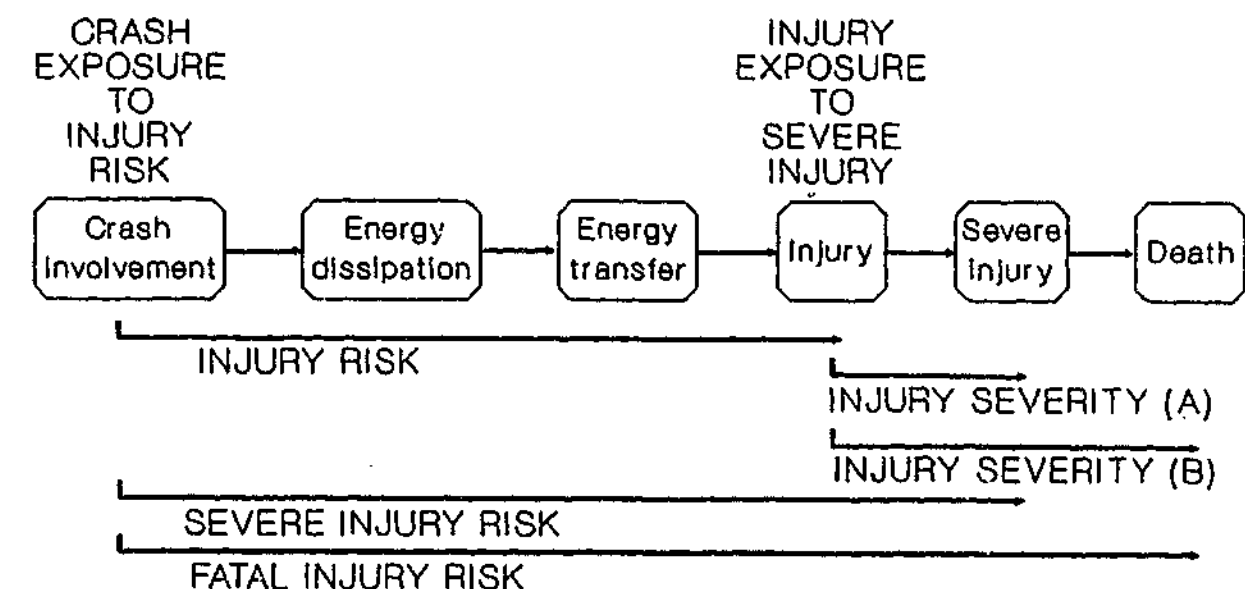 CRASH
EXPOSURE
TO
INJURY
RISK
INJURY
EXPOSURE
TO
SEVERE
INJURY
Crash
involvement
Energy
dissipation
Energy
transfer
Injury
Severe
injury
Death
INJURY RISK
INJURY SEVERITY (A)
INJURY SEVERITY (B)
SEVERE INJURY RISK
FATAL INJURY RISK